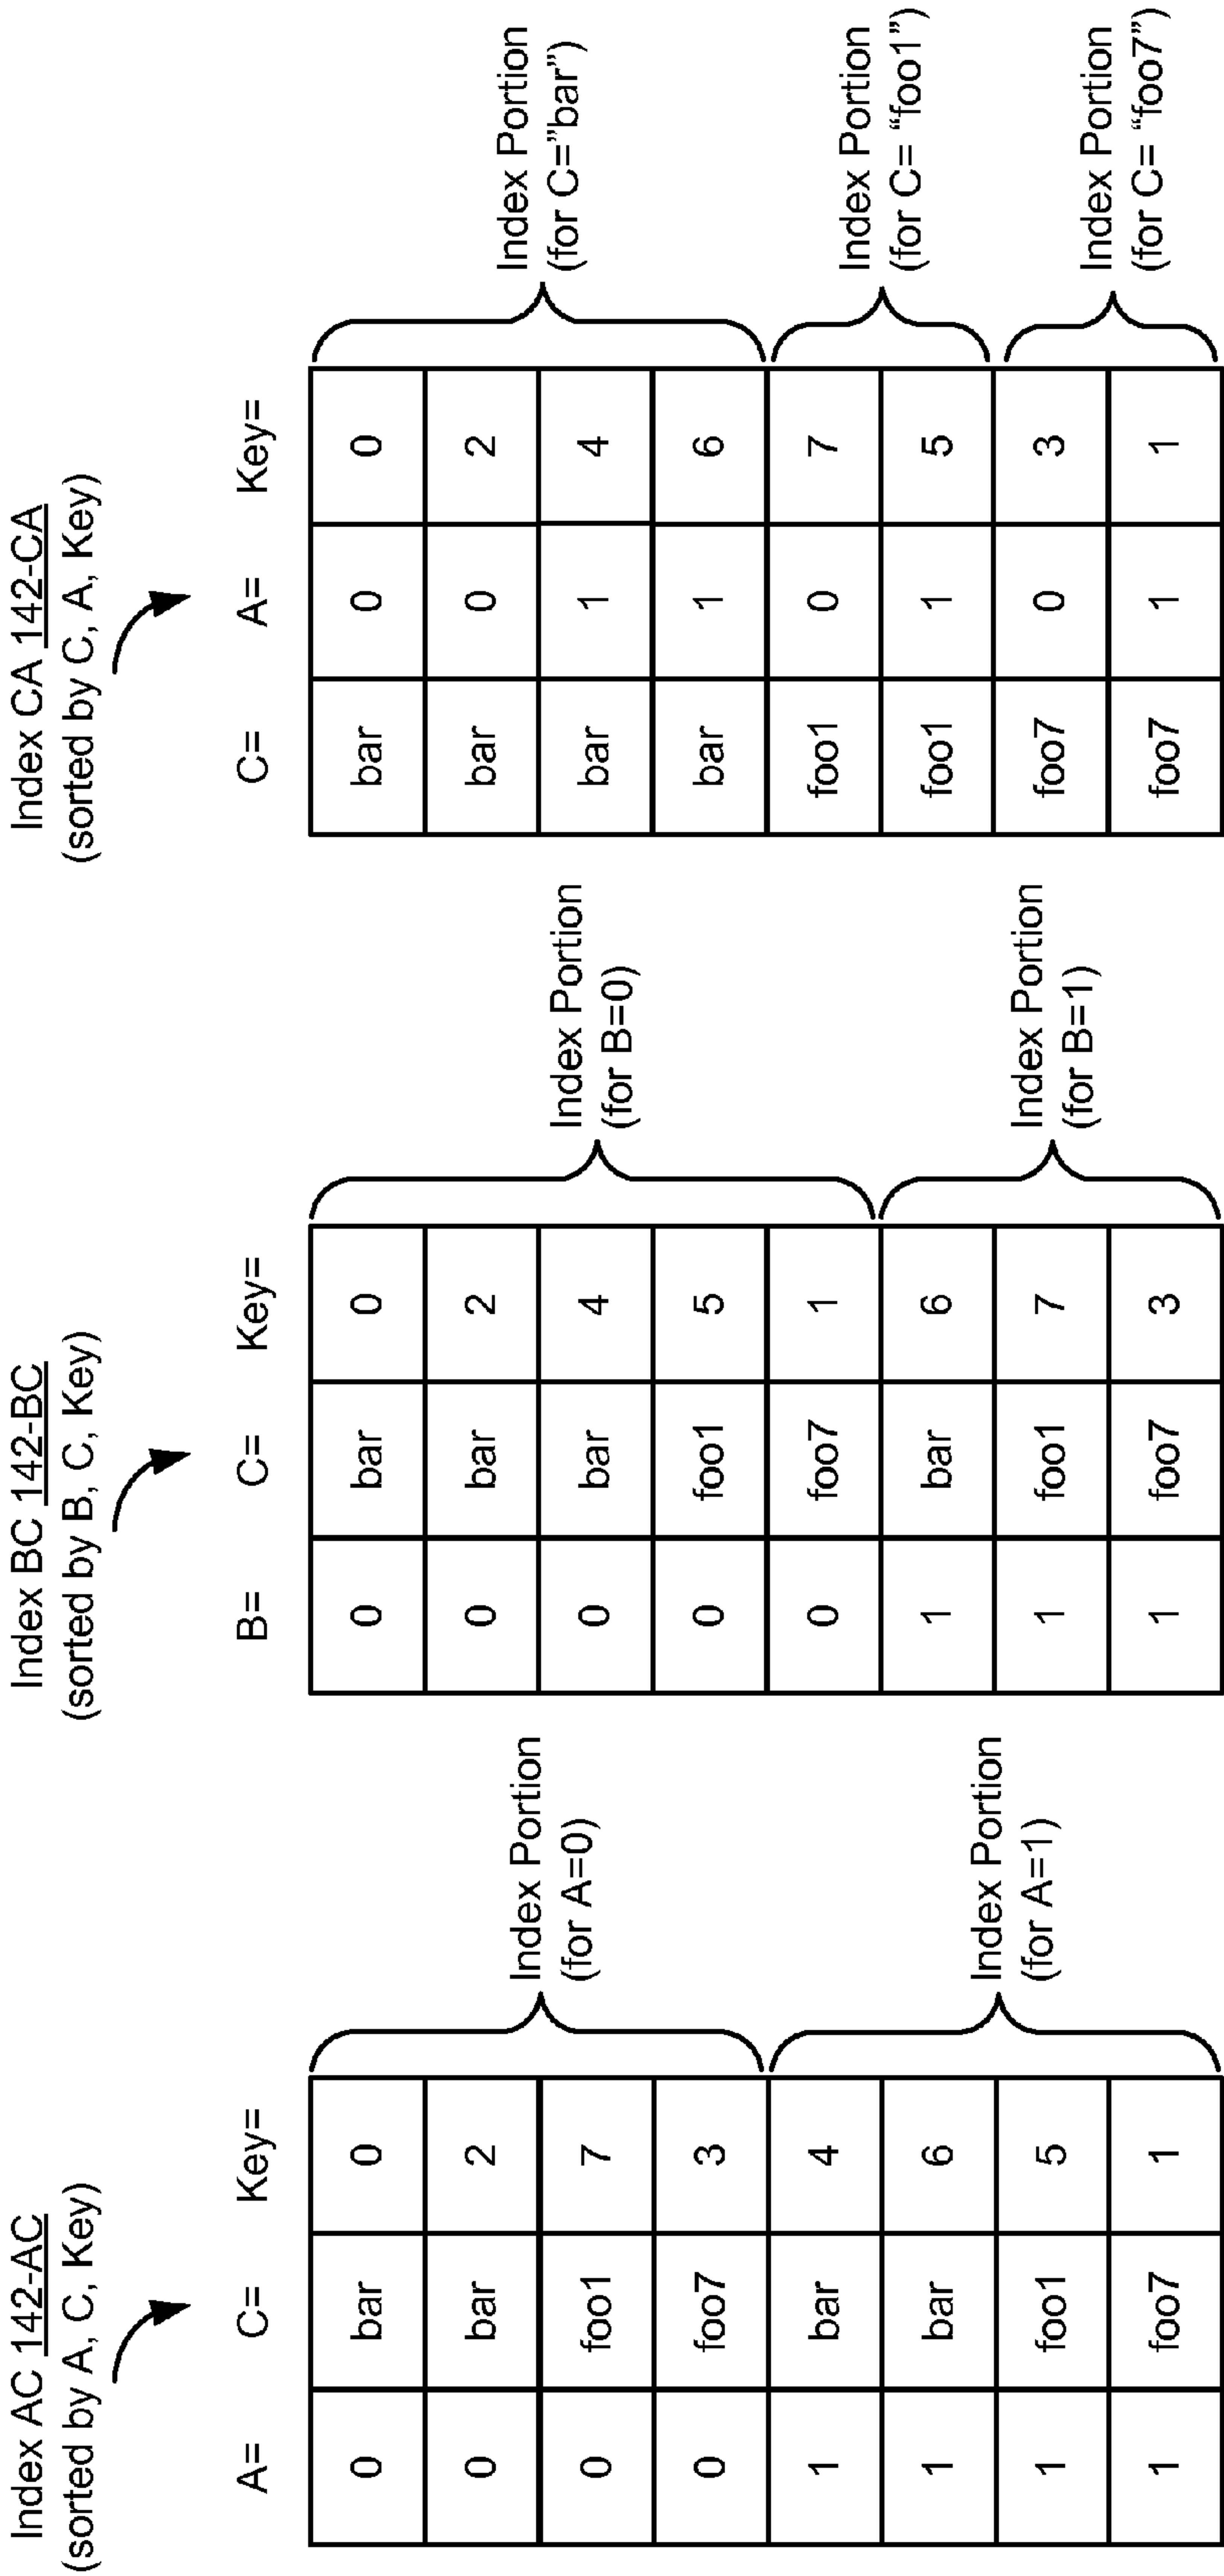 Index AC 142-AC
(sorted by A, C, Key)
A= C= Key=
0 bar 0
0 bar 2
0 foo1 7
0 foo7 3
1 bar 4
1 bar 6
1 foo1 5
1 foo7 1
Index Portion
(for A=0)
Index Portion
(for A=1)
Index BC 142-BC
(sorted by B, C, Key)
B= C= Key=
0 bar 0
0 bar 2
0 bar 4
0 foo1 5
0 foo7 1
1 bar 6
1 foo1 7
1 foo7 3
Index Portion
(for B=0)
Index Portion
(for B=1)
Index CA 142-CA
(sorted by C, A, Key)
C= A= Key=
bar 0 0
bar 0 2
bar 1 4
bar 1 6
foo1 0 7
foo1 1 5
foo7 0 3
foo7 1 1
Index Portion
(for C=”bar”)
Index Portion
(for C= “foo1”)
Index Portion
(for C= “foo7”)